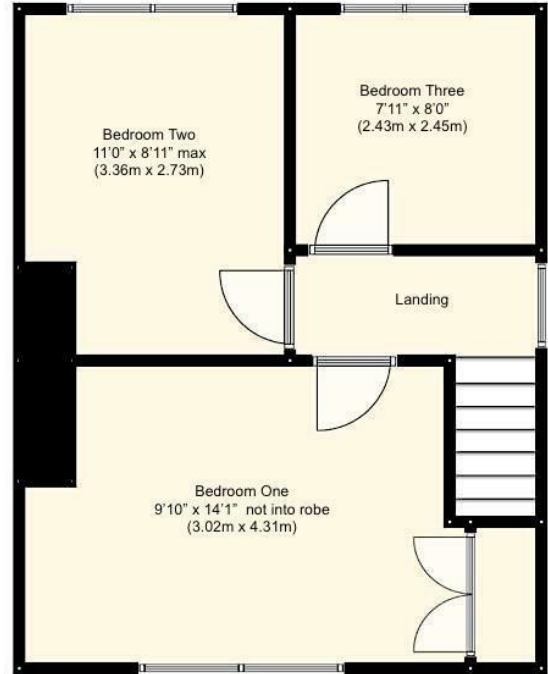 Bedroom Two
11'0" x 8'11" max
(3.36m x 2.73m)
Bedroom Three
7'11" x 8'0"
(2.43m x 2.45m)
Landing
Bedroom One
9'10" x 14'1" not into robe
(3.02m x 4.31m)